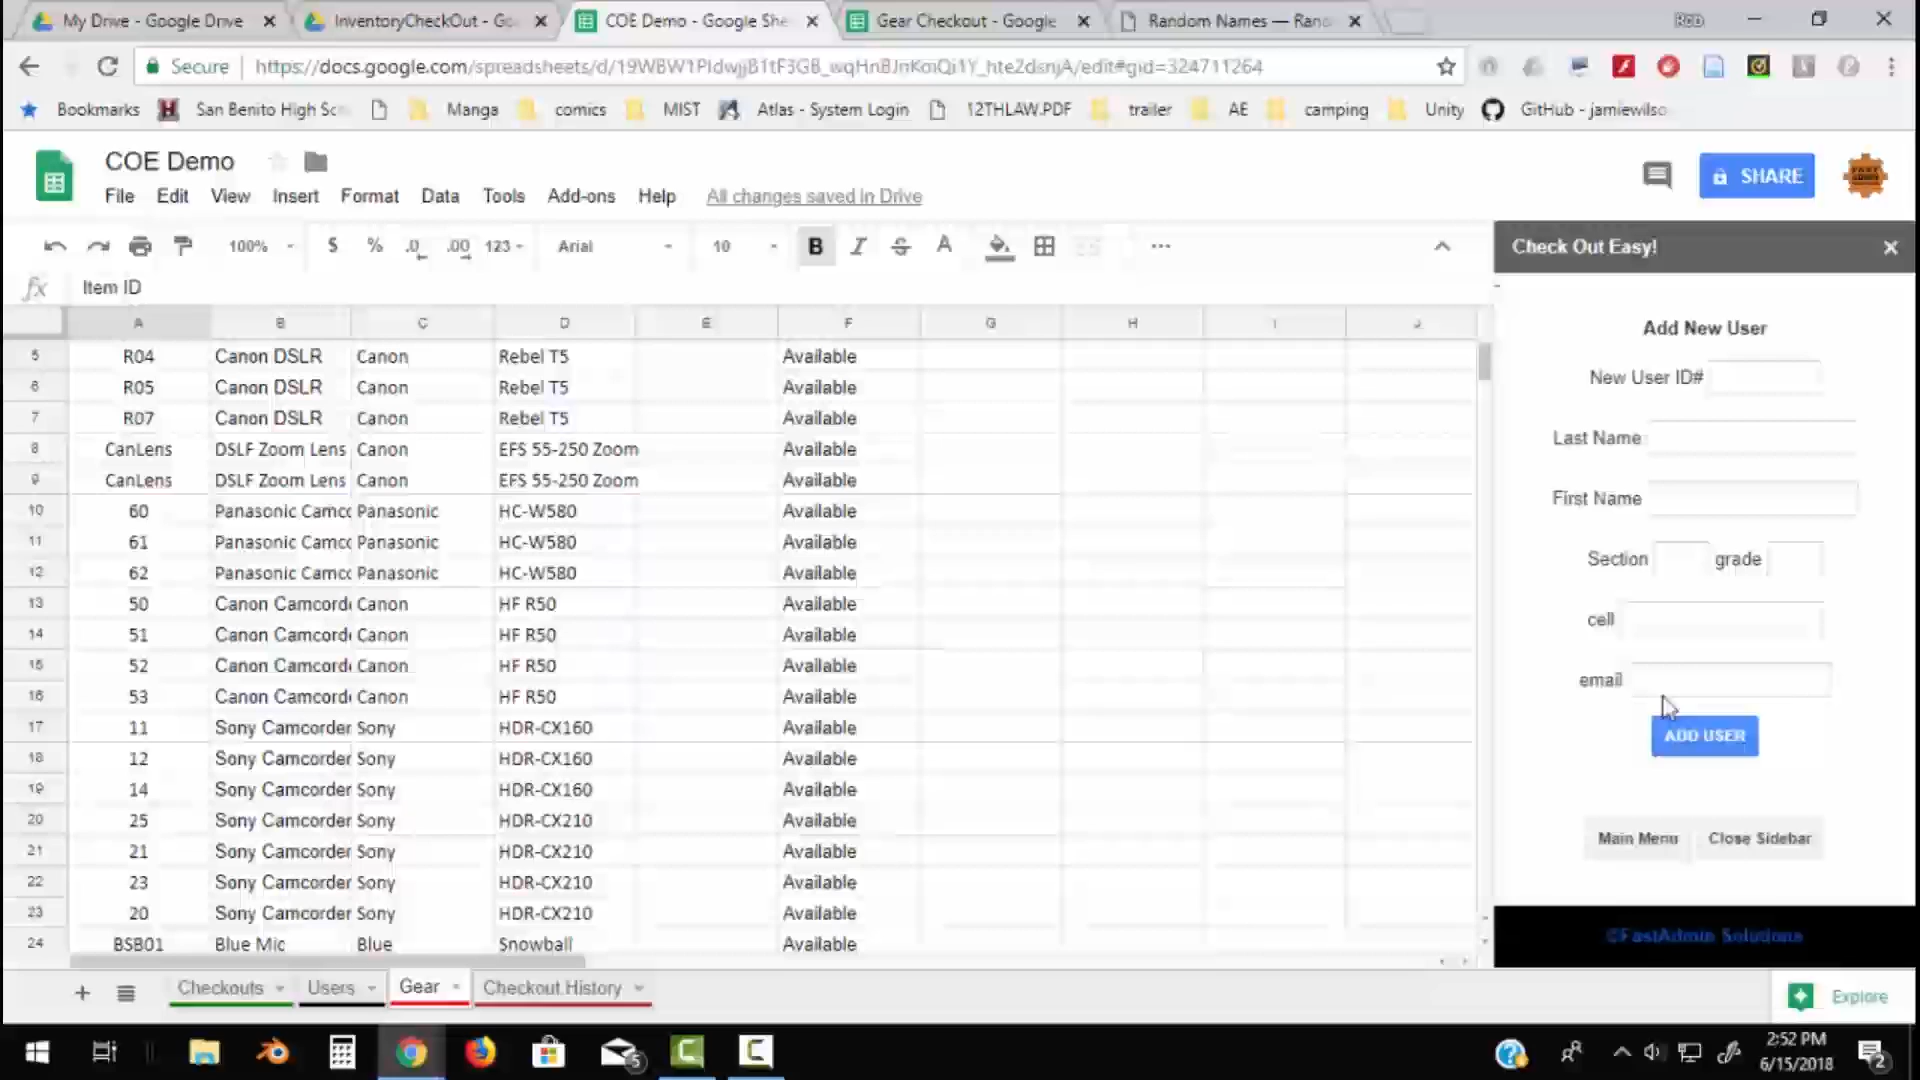 My Drive - Google Drive
InventoryCheckOut - Go
COE Demo - Google She
Gear Checkout - Google
Random Names — Rand
Secure
Bookmarks
San Benito High Sc
Manga
comics
MIST
Atlas - System Login
12THLAW.PDF
trailer
AE
camping
Unity
GitHub - jamiewilso
COE Demo
SHARE
File Edit View Insert Format Data Tools Add-ons Help All changes saved in Drive
100% $ % .0 .00 123 Arial 10 B I S A ...
Check Out Easy!
fx Item ID
A B C D E F G H I J
5 R04 Canon DSLR Canon Rebel T5 Available
6 R05 Canon DSLR Canon Rebel T5 Available
7 R07 Canon DSLR Canon Rebel T5 Available
8 CanLens DSLF Zoom Lens Canon EFS 55-250 Zoom Available
9 CanLens DSLF Zoom Lens Canon EFS 55-250 Zoom Available
10 60 Panasonic Camc Panasonic HC-W580 Available
11 61 Panasonic Camc Panasonic HC-W580 Available
12 62 Panasonic Camc Panasonic HC-W580 Available
13 50 Canon Camcord Canon HF R50 Available
14 51 Canon Camcord Canon HF R50 Available
15 52 Canon Camcord Canon HF R50 Available
16 53 Canon Camcord Canon HF R50 Available
17 11 Sony Camcorder Sony HDR-CX160 Available
18 12 Sony Camcorder Sony HDR-CX160 Available
19 14 Sony Camcorder Sony HDR-CX160 Available
20 25 Sony Camcorder Sony HDR-CX210 Available
21 21 Sony Camcorder Sony HDR-CX210 Available
22 23 Sony Camcorder Sony HDR-CX210 Available
23 20 Sony Camcorder Sony HDR-CX210 Available
24 BSB01 Blue Mic Blue Snowball Available
Add New User
New User ID#
Last Name
First Name
Section grade
cell
email
ADD USER
Main Menu Close Sidebar
©FastAdmin Solutions
Checkouts Users Gear Checkout History
Explore
5
2:52 PM
6/15/2018
2